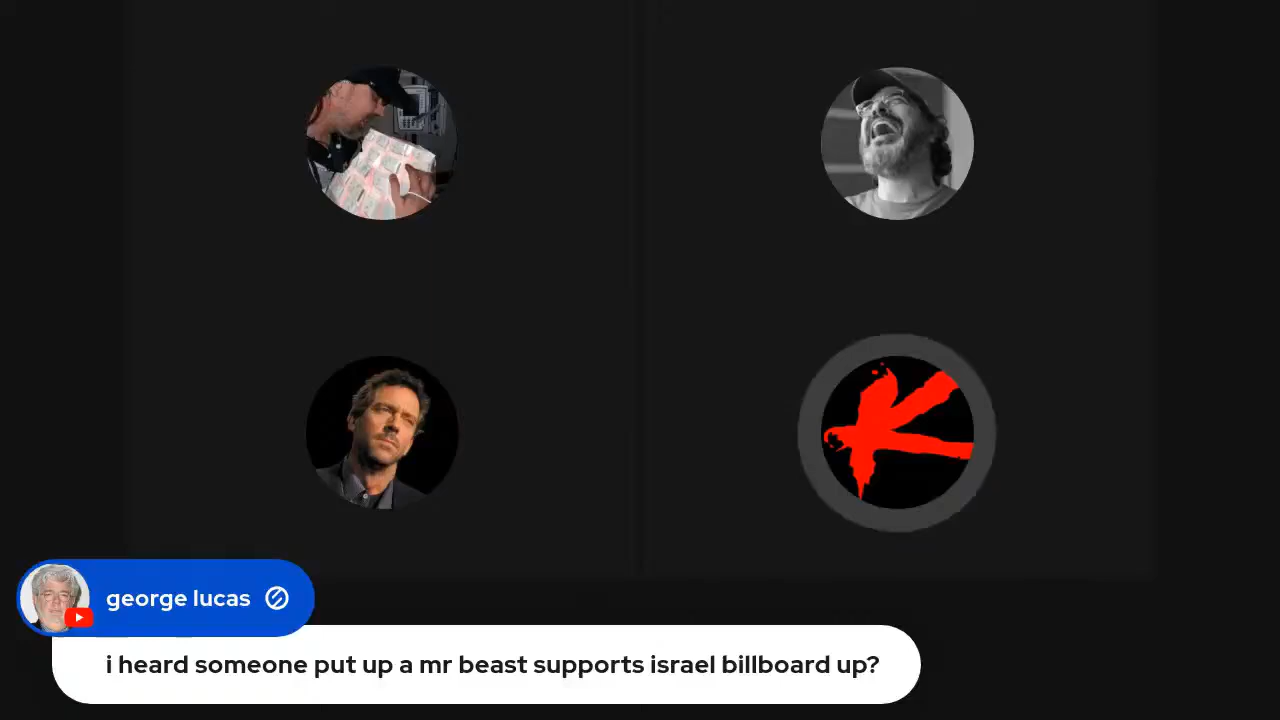 george lucas
i heard someone put up a mr beast supports israel billboard up?